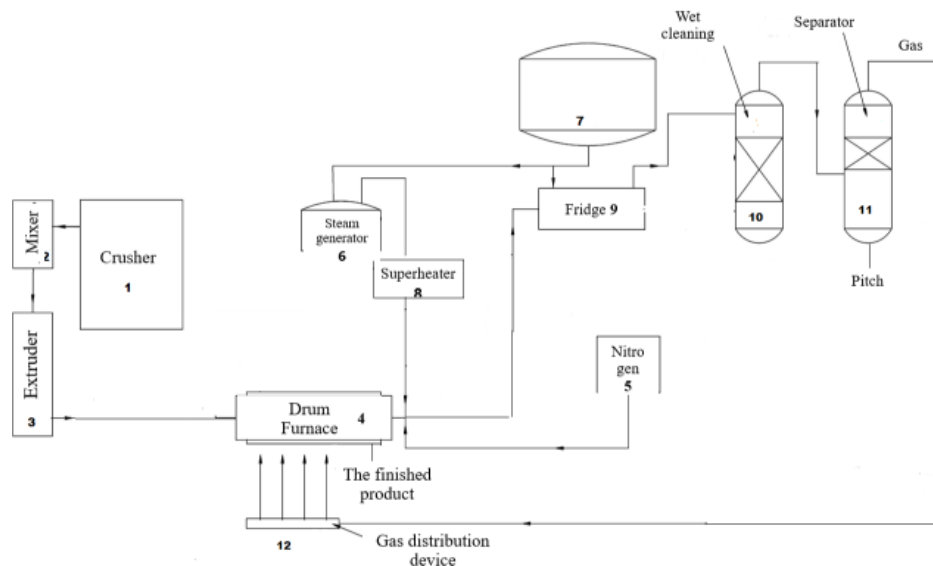 Wet
cleaning
Separator
Gas
7
Fridge 9
10
11
Pitch
Steam
generator
6
Superheater
8
Mixer
2
Crusher
1
Extruder
3
Nitro
gen
5
Drum
Furnace 4
The finished
product
Gas distribution
device
12